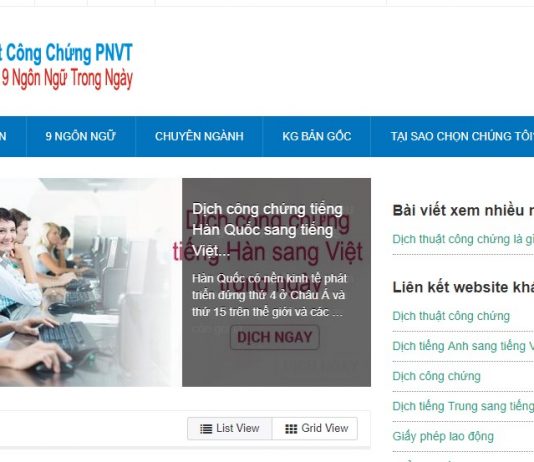 t Công Chứng PNVT
9 Ngôn Ngữ Trong Ngày
N
9 NGÔN NGỮ
CHUYÊN NGÀNH
KG BẢN GỐC
TẠI SAO CHỌN CHÚNG TÔI?
Dịch công chứng tiếng
Hàn Quốc sang tiếng
Việt...
Dịch công chứng
tiếng Hàn sang Việt
trong ngày
Hàn Quốc có nền kinh tế phát
triển đứng thứ 4 ở Châu Á và
thứ 15 trên thế giới và các ...
DỊCH NGAY
List View
Grid View
Bài viết xem nhiều n
Dịch thuật công chứng là gì
Liên kết website khá
Dịch thuật công chứng
Dịch tiếng Anh sang tiếng V
Dịch công chứng
Dịch tiếng Trung sang tiếng
Giấy phép lao động